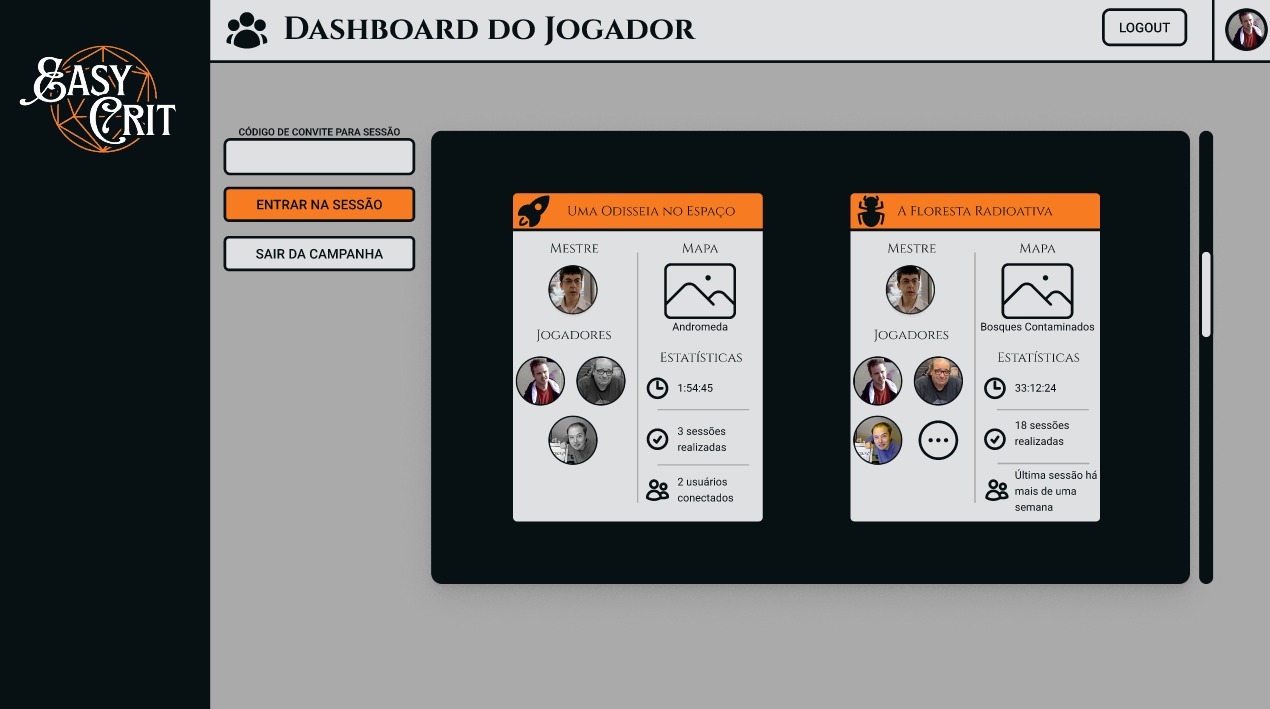 EASY
CRIT
DASHBOARD DO JOGADOR
LOGOUT
CÓDIGO DE CONVITE PARA SESSÃO
ENTRAR NA SESSÃO
SAIR DA CAMPANHA
UMA ODISSEIA NO ESPAÇO
MESTRE
JOGADORES
MAPA
Andromeda
ESTATÍSTICAS
1:54:45
3 sessões
realizadas
2 usuários
conectados
A FLORESTA RADIOATIVA
MESTRE
JOGADORES
MAPA
Bosques Contaminados
ESTATÍSTICAS
33:12:24
18 sessões
realizadas
Última sessão há
mais de uma
semana